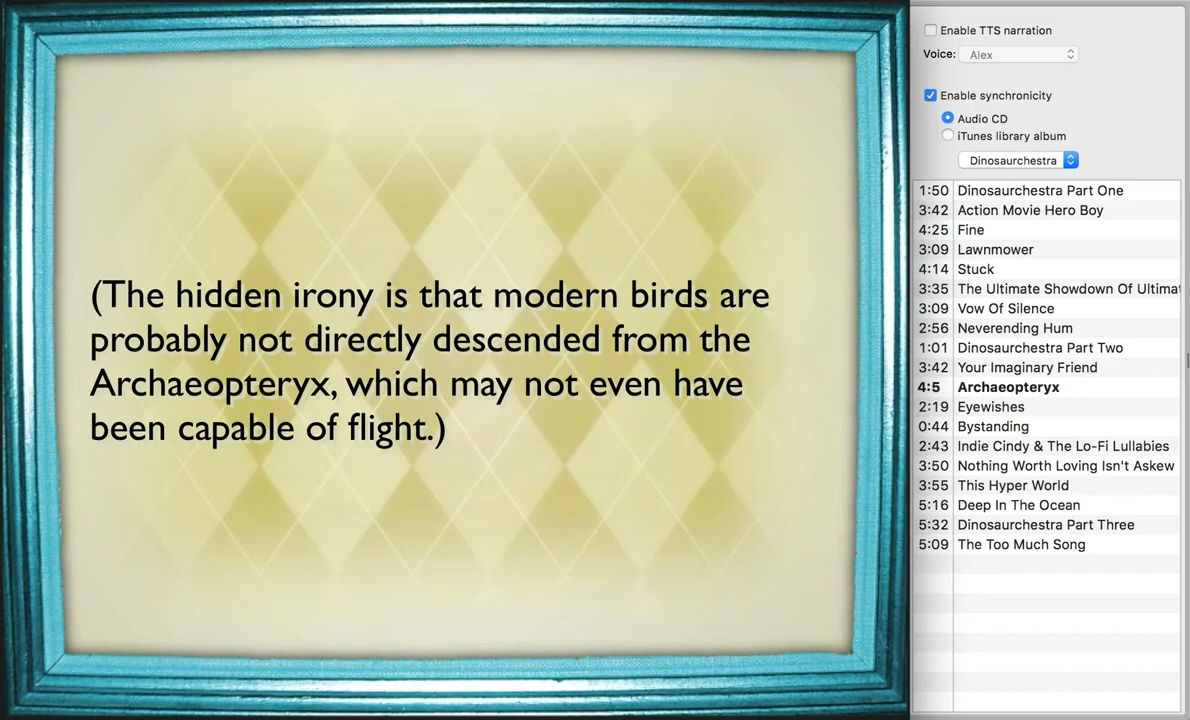 (The hidden irony is that modern birds are
probably not directly descended from the
Archaeopteryx, which may not even have
been capable of flight.)
Enable TTS narration
Voice: Alex
Enable synchronicity
Audio CD
iTunes library album
Dinosaurchestra
1:50 Dinosaurchestra Part One
3:42 Action Movie Hero Boy
4:25 Fine
3:09 Lawnmower
4:14 Stuck
3:35 The Ultimate Showdown Of Ultimat
3:09 Vow Of Silence
2:56 Neverending Hum
1:01 Dinosaurchestra Part Two
3:42 Your Imaginary Friend
4:5 Archaeopteryx
2:19 Eyewishes
0:44 Bystanding
2:43 Indie Cindy & The Lo-Fi Lullabies
3:50 Nothing Worth Loving Isn't Askew
3:55 This Hyper World
5:16 Deep In The Ocean
5:32 Dinosaurchestra Part Three
5:09 The Too Much Song